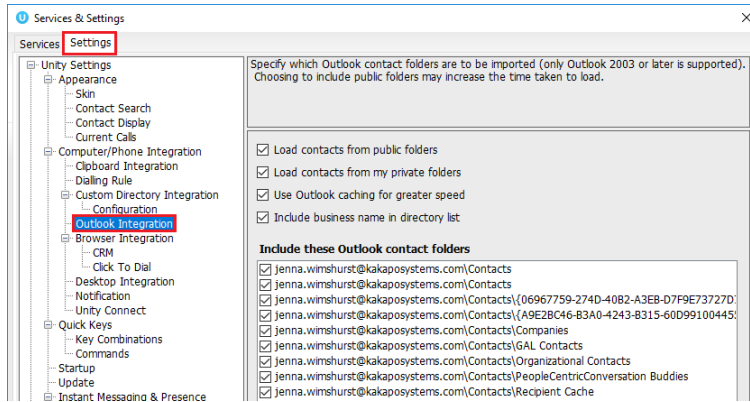 Services & Settings
Services
Settings
Unity Settings
Appearance
Skin
Contact Search
Contact Display
Current Calls
Computer/Phone Integration
Clipboard Integration
Dialing Rule
Custom Directory Integration
Configuration
Outlook Integration
Browser Integration
CRM
Click To Dial
Desktop Integration
Notification
Unity Connect
Quick Keys
Key Combinations
Commands
Startup
Update
Instant Messaging & Presence
Specify which Outlook contact folders are to be imported (only Outlook 2003 or later is supported).
Choosing to include public folders may increase the time taken to load.
Load contacts from public folders
Load contacts from my private folders
Use Outlook caching for greater speed
Include business name in directory list
Include these Outlook contact folders
jenna.wimshurst@kakaposystems.com\Contacts
jenna.wimshurst@kakaposystems.com\Contacts
jenna.wimshurst@kakaposystems.com\Contacts\{06967759-274D-40B2-A3EB-D7F9E73727D
jenna.wimshurst@kakaposystems.com\Contacts\{A9E2BC46-B3A0-4243-B315-60D991004455
jenna.wimshurst@kakaposystems.com\Contacts\Companies
jenna.wimshurst@kakaposystems.com\Contacts\GAL Contacts
jenna.wimshurst@kakaposystems.com\Contacts\Organizational Contacts
jenna.wimshurst@kakaposystems.com\Contacts\PeopleCentricConversation Buddies
jenna.wimshurst@kakaposystems.com\Contacts\Recipient Cache